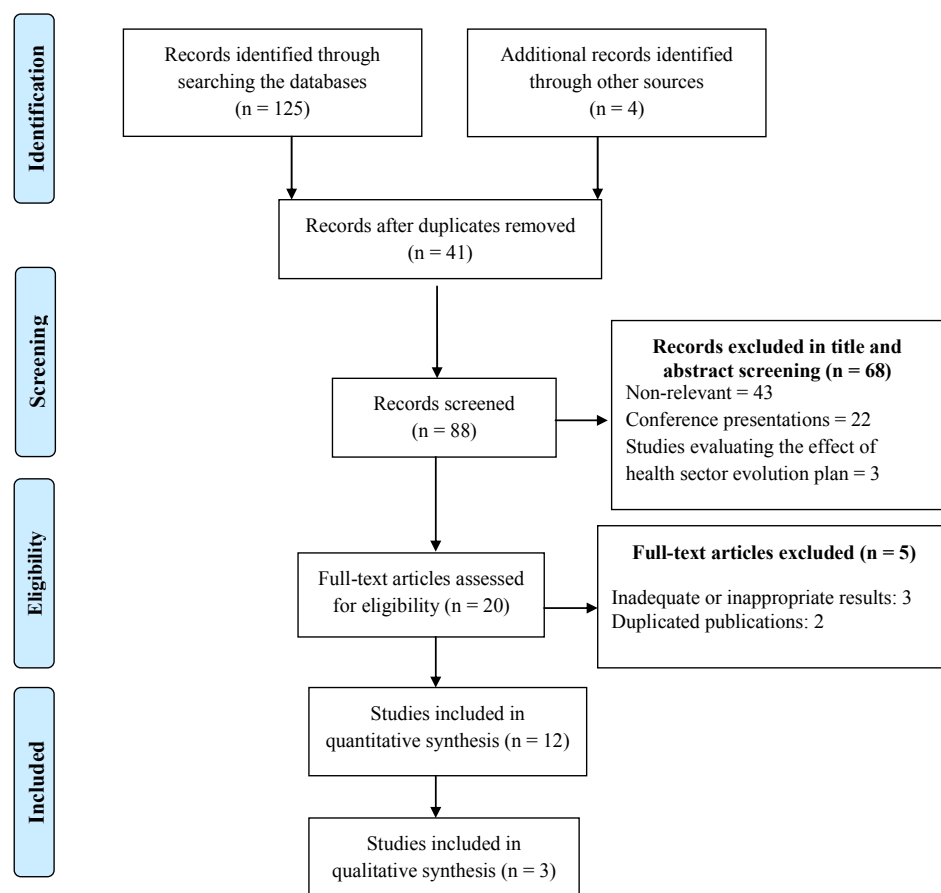 Identification
Records identified through
searching the databases
(n = 125)
Additional records identified
through other sources
(n = 4)
Records after duplicates removed
(n = 41)
Screening
Records screened
(n = 88)
Records excluded in title and
abstract screening (n = 68)
Non-relevant = 43
Conference presentations = 22
Studies evaluating the effect of
health sector evolution plan = 3
Eligibility
Full-text articles assessed
for eligibility (n = 20)
Full-text articles excluded (n = 5)
Inadequate or inappropriate results: 3
Duplicated publications: 2
Included
Studies included in
quantitative synthesis (n = 12)
Studies included in
qualitative synthesis (n = 3)